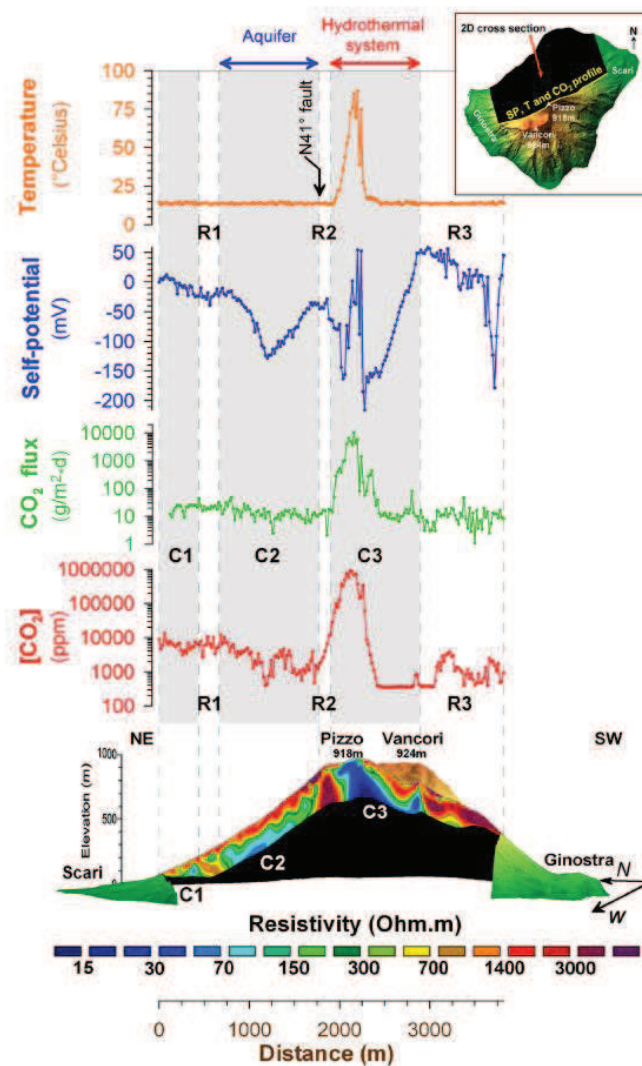 Hydrothermal
system
Aquifer
N
2D cross section
Scari
SP, T and CO2 profile
Pizzo
918m
Ginostra
Vancori
924m
100
75
50
25
0
Temperature
(°Celsius)
N41° fault
R1
R2
R3
50
0
-50
-100
-150
-200
Self-potential
(mV)
10000
1000
100
10
1
CO2 flux
(g/m2-d)
C1
C2
C3
1000000
100000
10000
1000
100
[CO2]
(ppm)
R1
R2
R3
NE
Pizzo
918m
Vancori
924m
SW
1000
500
0
Elevation (m)
C3
C2
C1
Scari
Ginostra
N
W
Resistivity (Ohm.m)
15 30 70 150 300 700 1400 3000
0 1000 2000 3000
Distance (m)